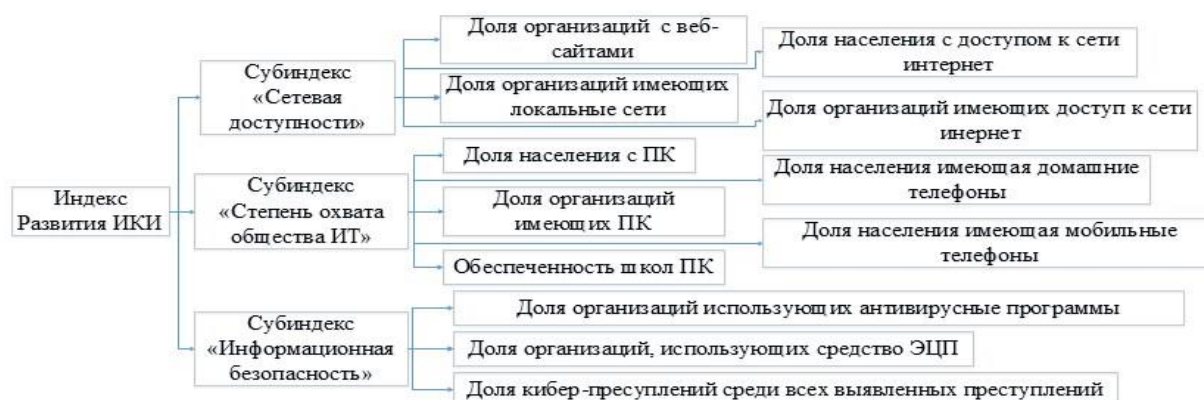 Индекс
Развития ИКИ
Субиндекс
«Сетевая
доступности»
Доля организаций с веб-
сайтами
Доля населения с доступом к сети
интернет
Доля организаций имеющих
локальные сети
Доля организаций имеющих доступ к сети
инернет
Субиндекс
«Степень охвата
общества ИТ»
Доля населения с ПК
Доля населения имеющая домашние
телефоны
Доля организаций
имеющих ПК
Доля населения имеющая мобильные
телефоны
Обеспеченность школ ПК
Субиндекс
«Информационная
безопасность»
Доля организаций использующих антивирусные программы
Доля организаций, использующих средство ЭЦП
Доля кибер-пресуплений среди всех выявленных преступлений